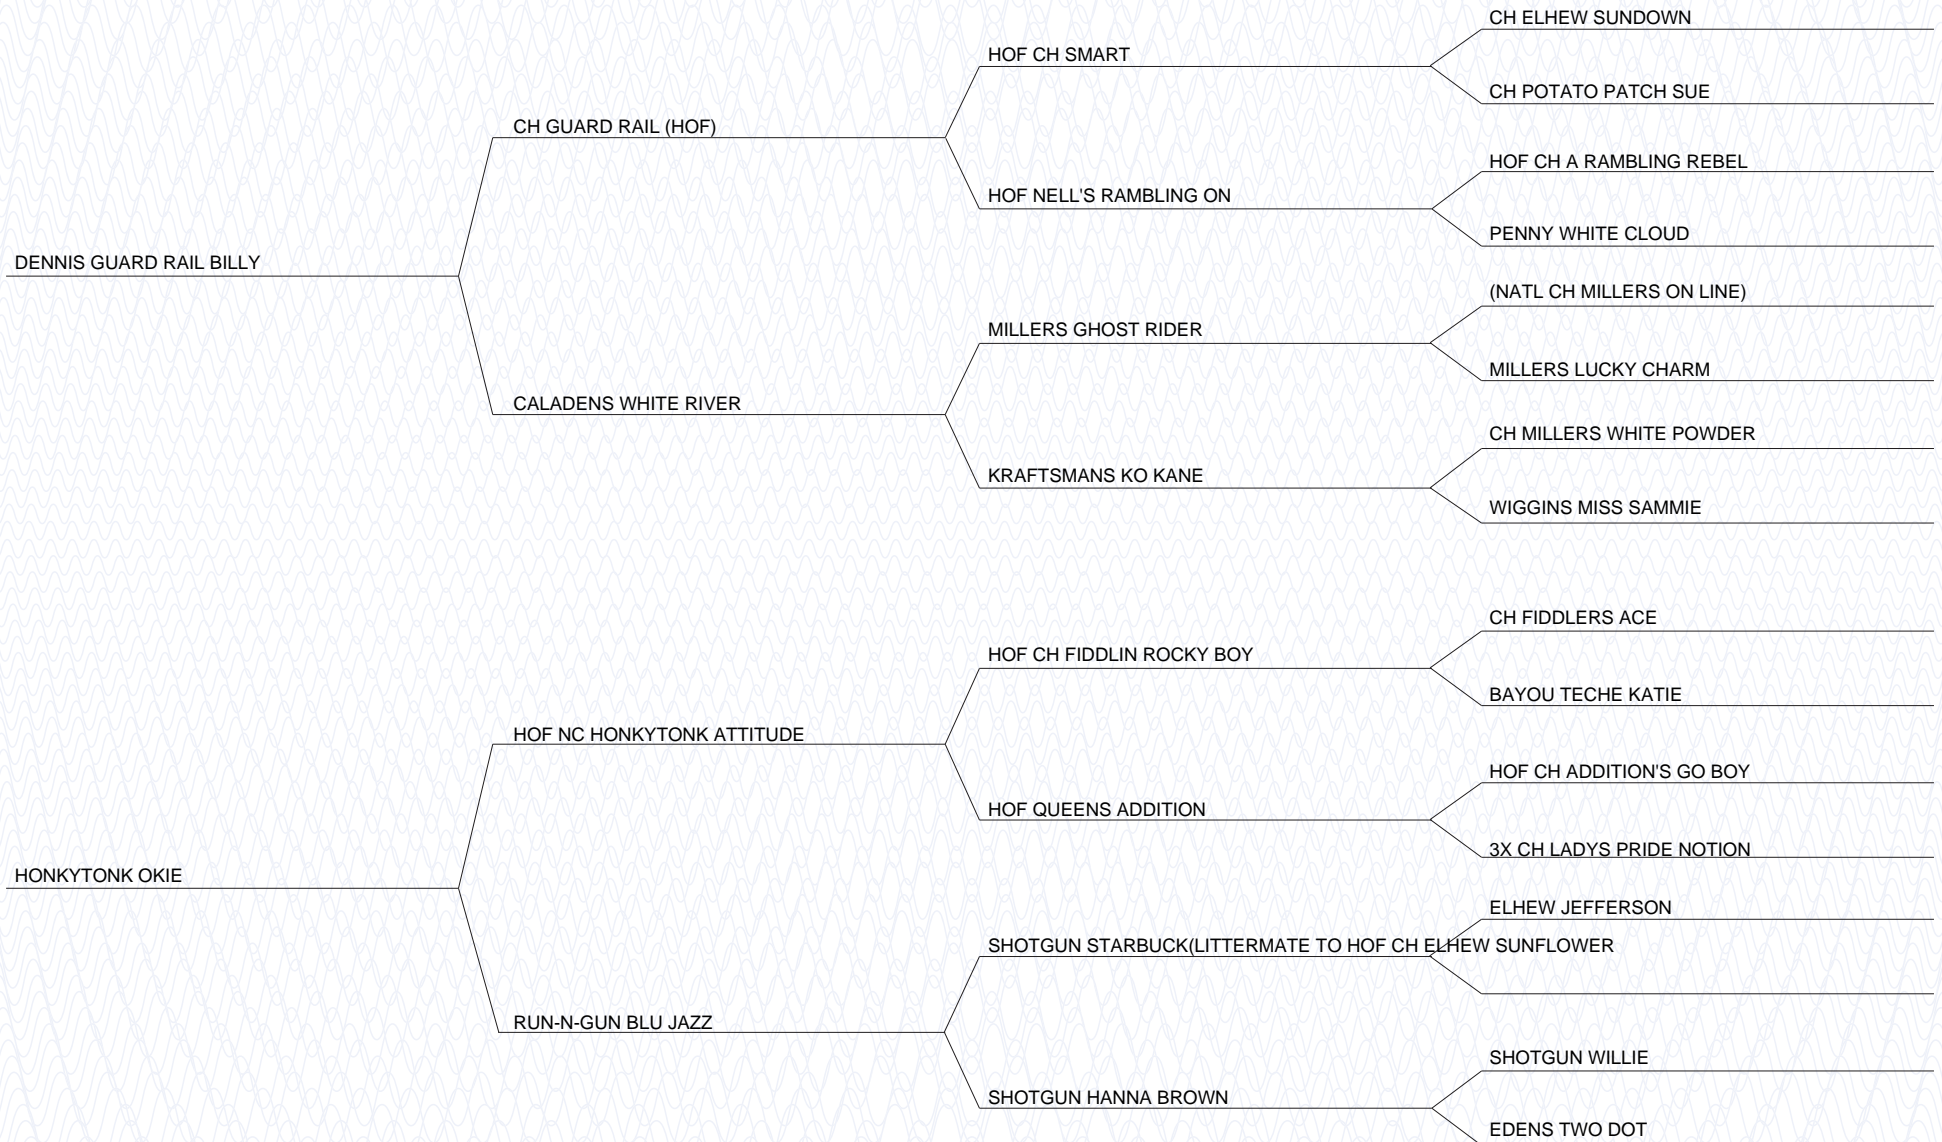 CH ELHEW SUNDOWN
HOF CH SMART
CH POTATO PATCH SUE
CH GUARD RAIL (HOF)
HOF CH A RAMBLING REBEL
HOF NELL'S RAMBLING ON
PENNY WHITE CLOUD
DENNIS GUARD RAIL BILLY
(NATL CH MILLERS ON LINE)
MILLERS GHOST RIDER
MILLERS LUCKY CHARM
CALADENS WHITE RIVER
CH MILLERS WHITE POWDER
KRAFTSMANS KO KANE
WIGGINS MISS SAMMIE
CH FIDDLERS ACE
HOF CH FIDDLIN ROCKY BOY
BAYOU TECHE KATIE
HOF NC HONKYTONK ATTITUDE
HOF CH ADDITION'S GO BOY
HOF QUEENS ADDITION
3X CH LADYS PRIDE NOTION
HONKYTONK OKIE
ELHEW JEFFERSON
SHOTGUN STARBUCK(LITTERMATE TO HOF CH ELHEW SUNFLOWER
RUN-N-GUN BLU JAZZ
SHOTGUN WILLIE
SHOTGUN HANNA BROWN
EDENS TWO DOT